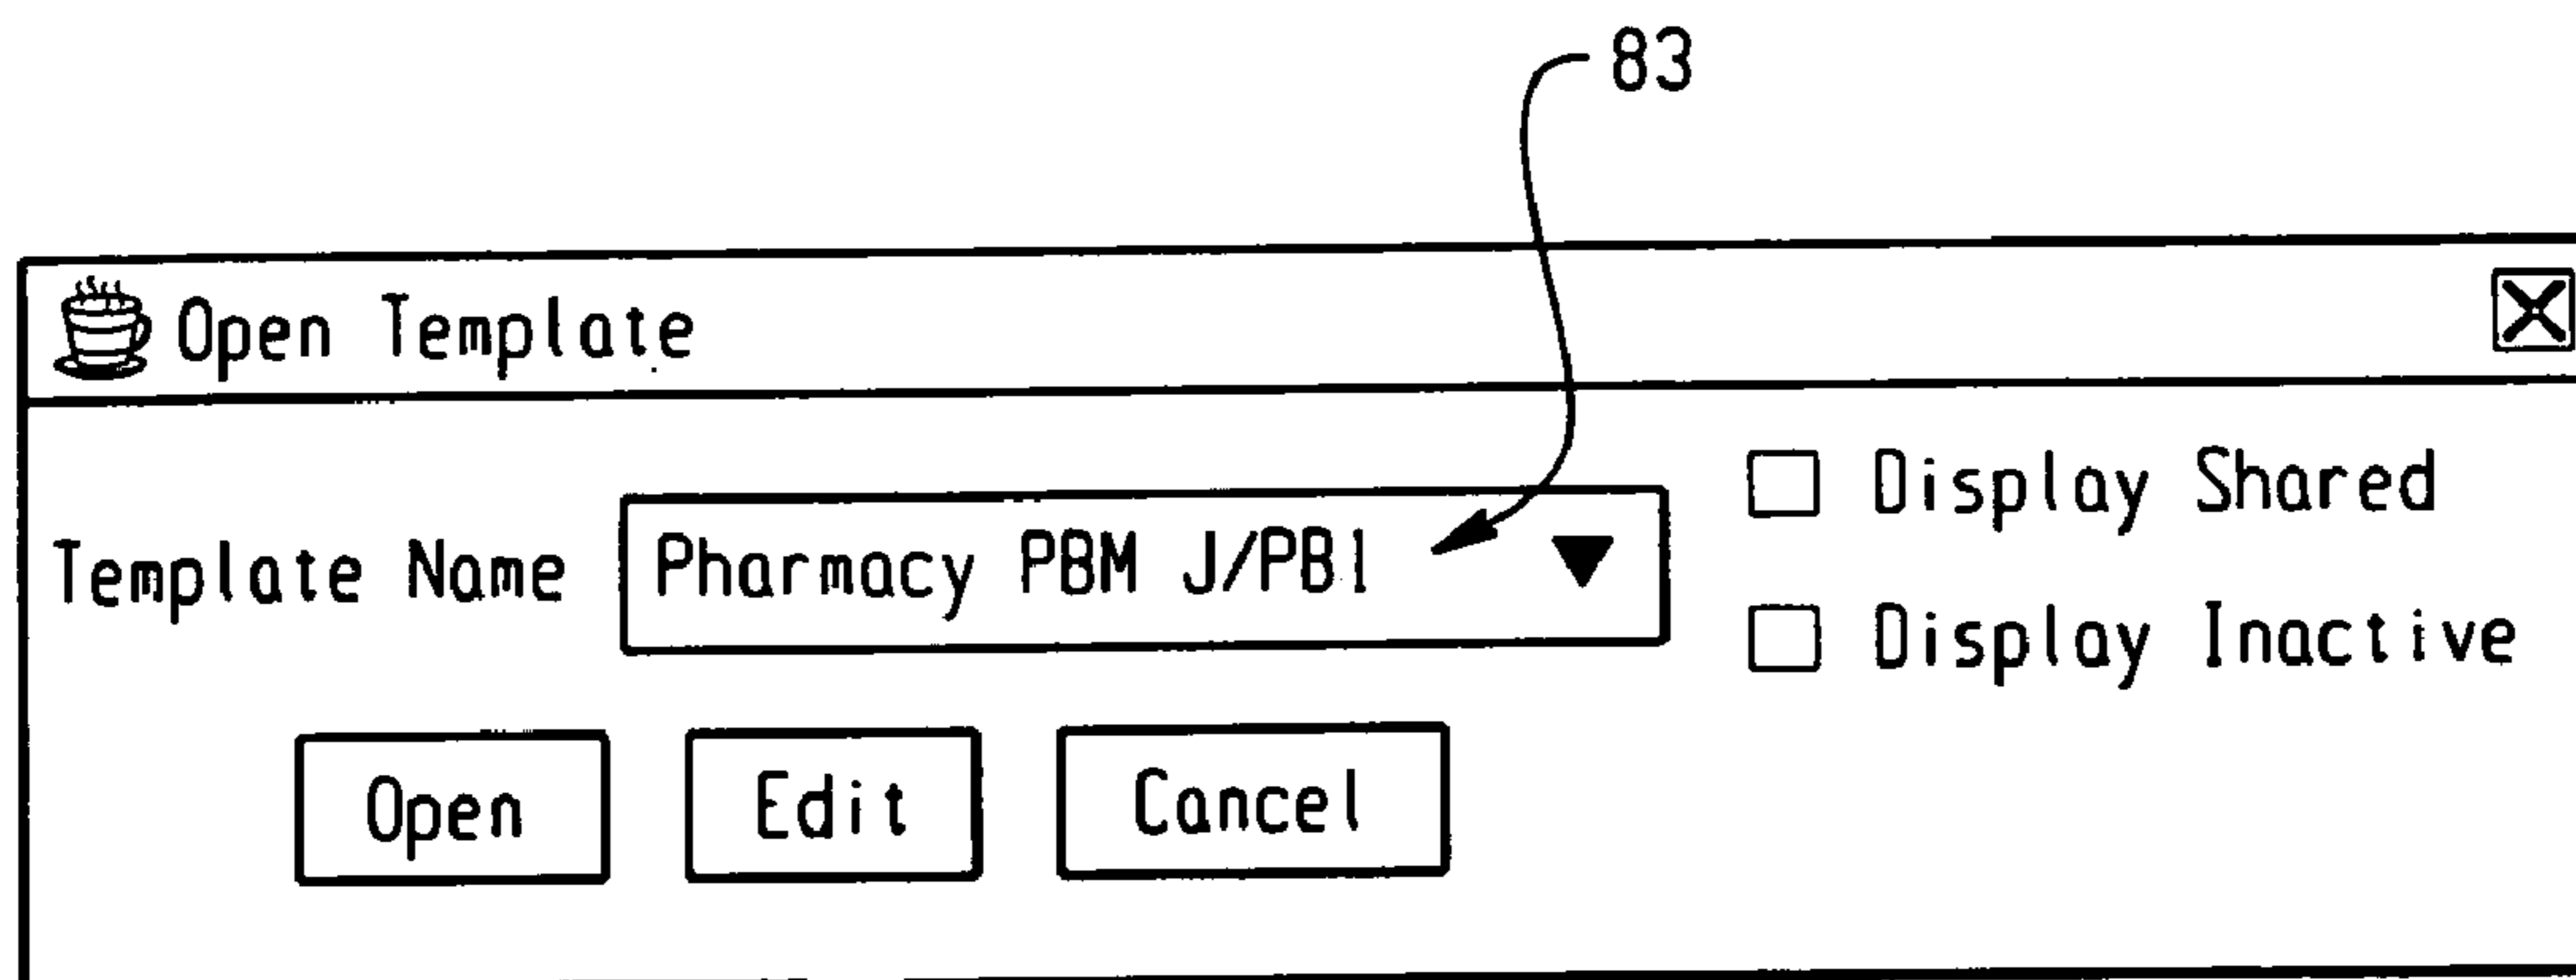 83
Open Template
Display Shared
Template Name Pharmacy PBM J/PB1
Display Inactive
Open Edit Cancel